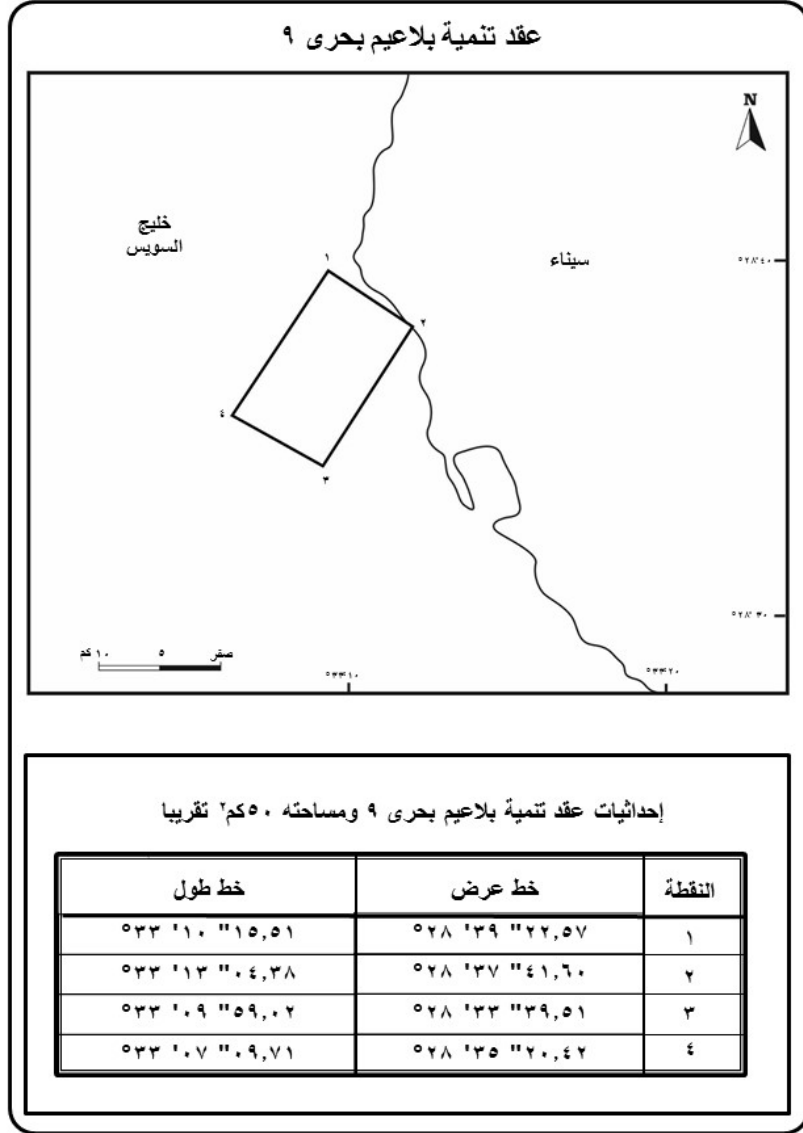 عقد تنمية بلاعيم بحرى ٩
N
خليج
السويس
سيناء
°٢٨'٤٠
١
٢
٤
٣
°٢٨'٣٠
١٠ كم ٥ صفر
°٣٣'١٠
°٣٣'٢٠
إحداثيات عقد تنمية بلاعيم بحرى ٩ ومساحته ٥٠كم٢ تقريبا
النقطة خط عرض خط طول
١ °٢٨ '٣٩ "٢٢,٥٧ °٣٣ '١٠ "١٥,٥١
٢ °٢٨ '٣٧ "٤١,٦٠ °٣٣ '١٣ "٠٤,٣٨
٣ °٢٨ '٣٣ "٣٩,٥١ °٣٣ '٠٩ "٥٩,٠٢
٤ °٢٨ '٣٥ "٢٠,٤٢ °٣٣ '٠٧ "٠٩,٧١